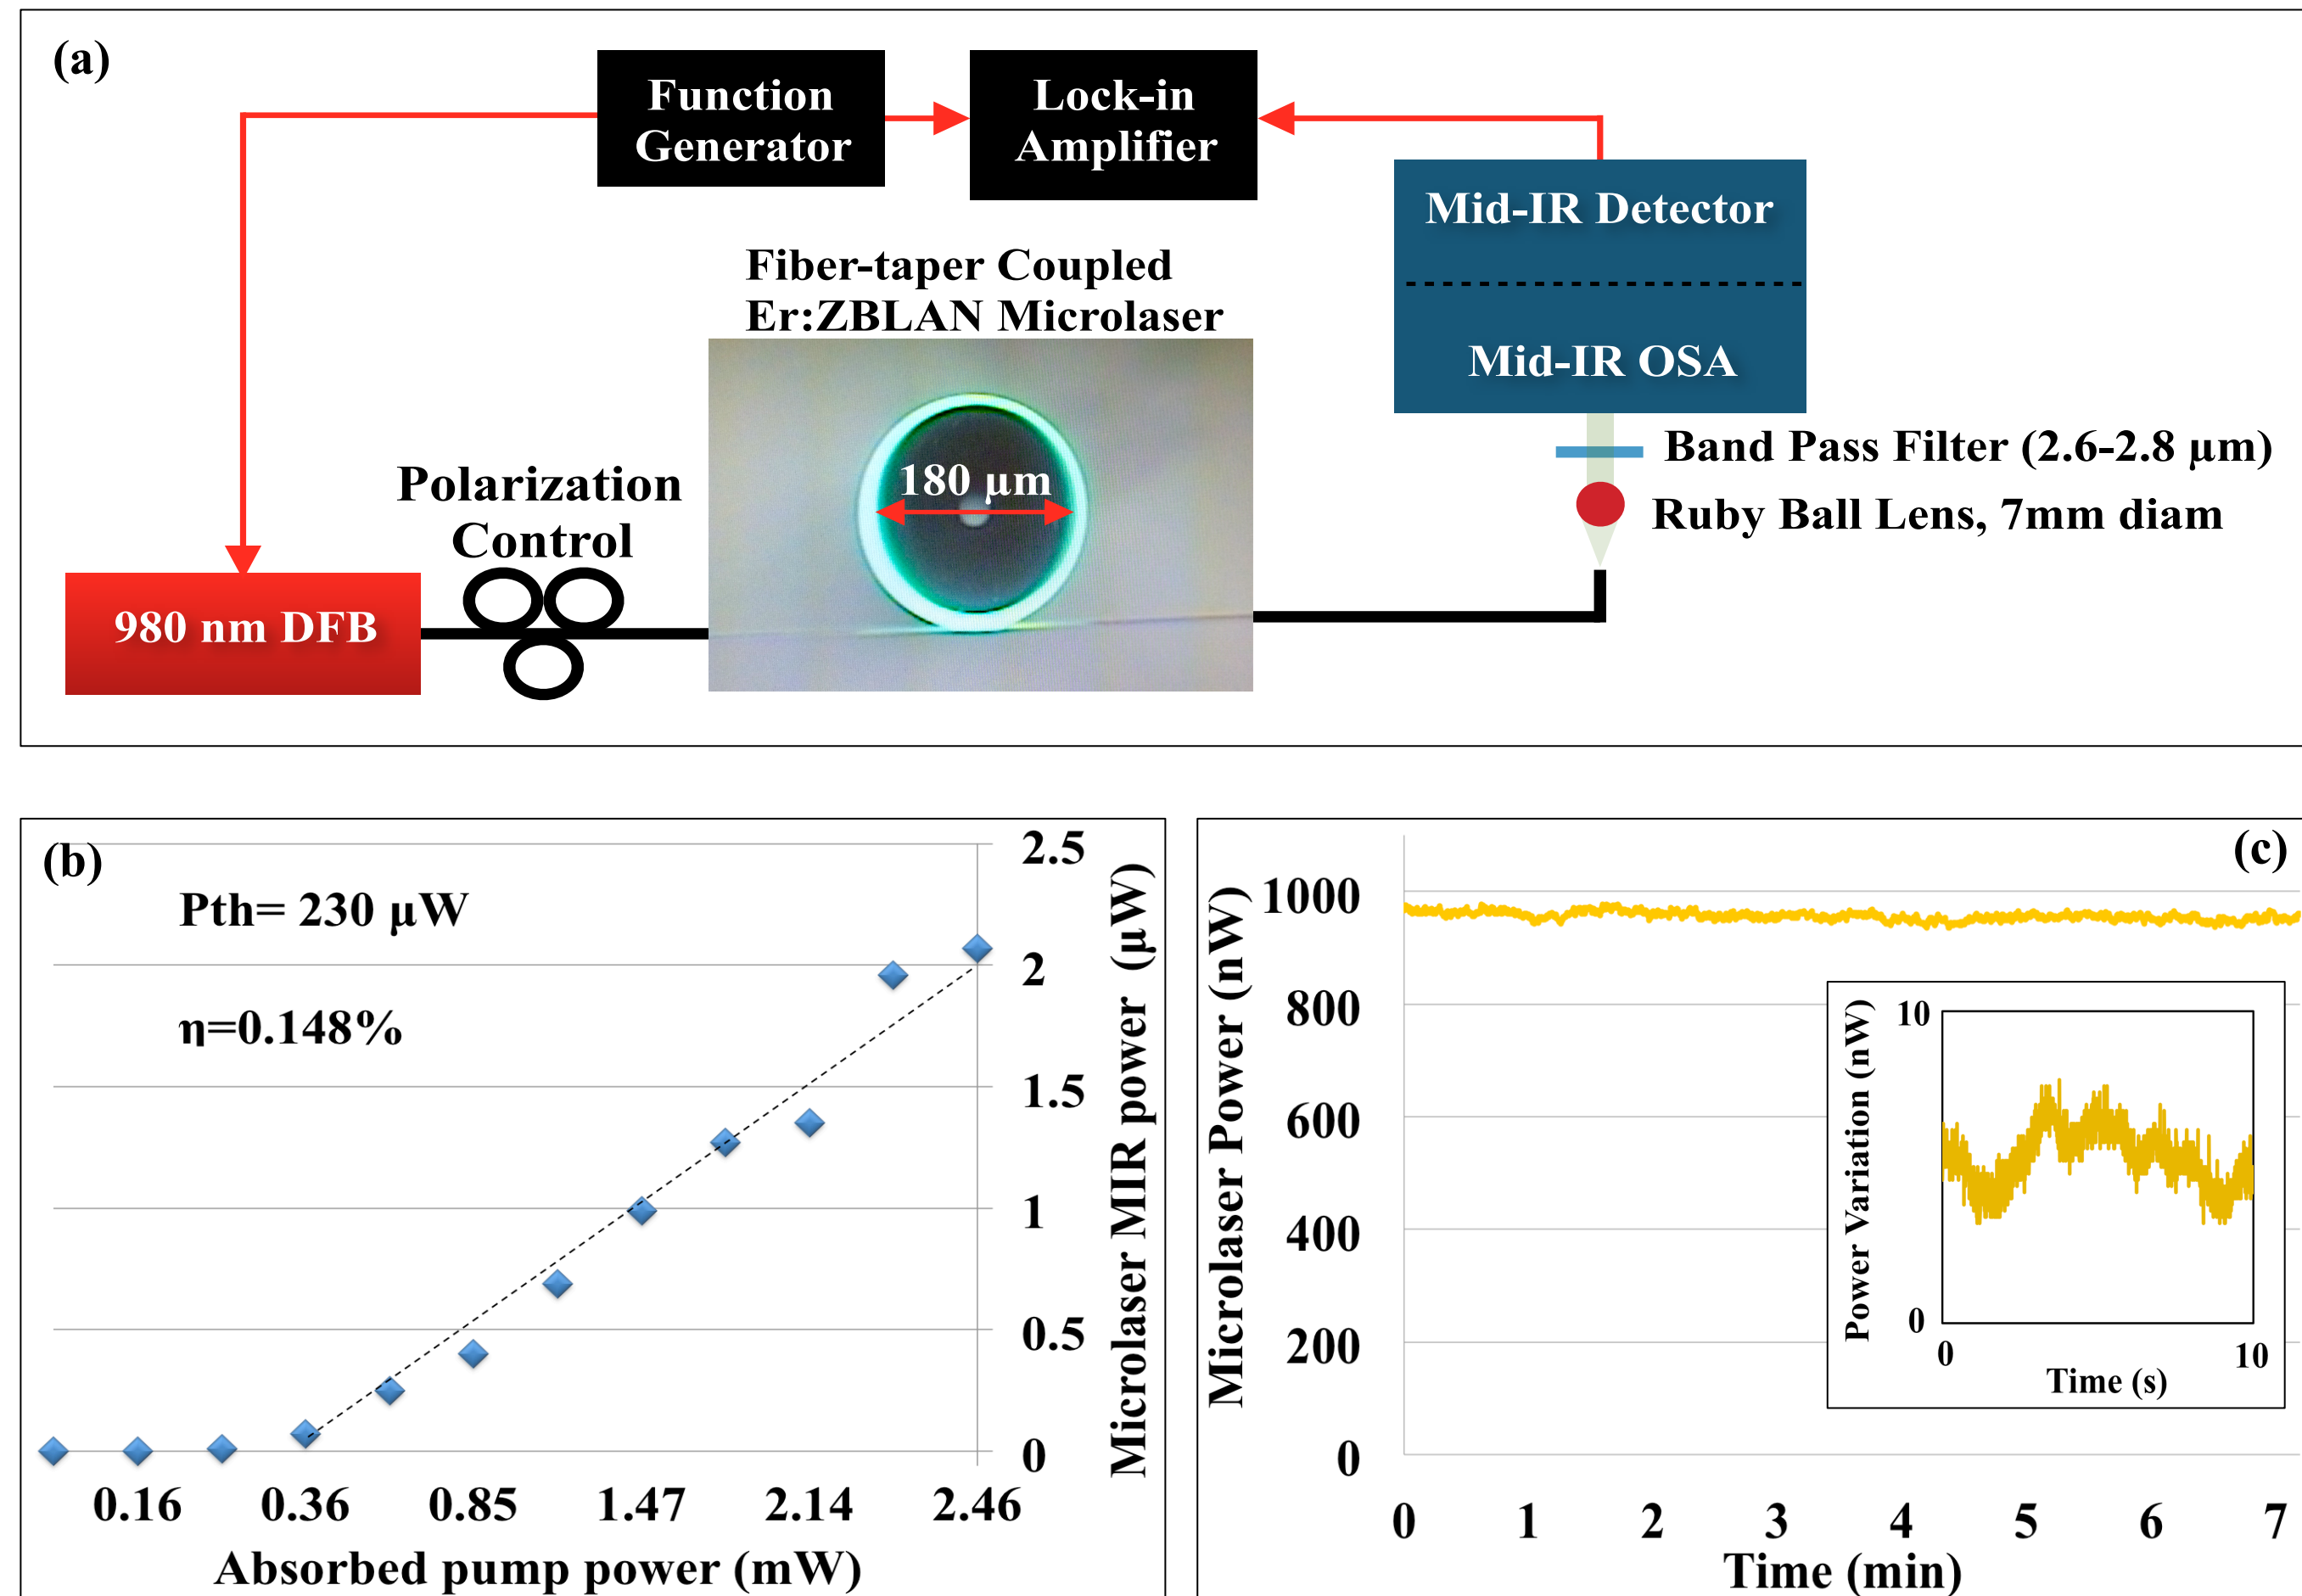 (a)
Function
Generator
Lock-in
Amplifier
Mid-IR Detector
Mid-IR OSA
Fiber-taper Coupled
Er:ZBLAN Microlaser
180 µm
Band Pass Filter (2.6-2.8 µm)
Ruby Ball Lens, 7mm diam
Polarization
Control
980 nm DFB
(b)
Pth= 230 µW
η=0.148%
2.5
2
1.5
1
0.5
0
Microlaser MIR power (µW)
0.16 0.36 0.85 1.47 2.14 2.46
Absorbed pump power (mW)
(c)
Microlaser Power (nW)
1000
800
600
400
200
0
0 1 2 3 4 5 6 7
Time (min)
Power Variation (nW)
10
0
0 10
Time (s)